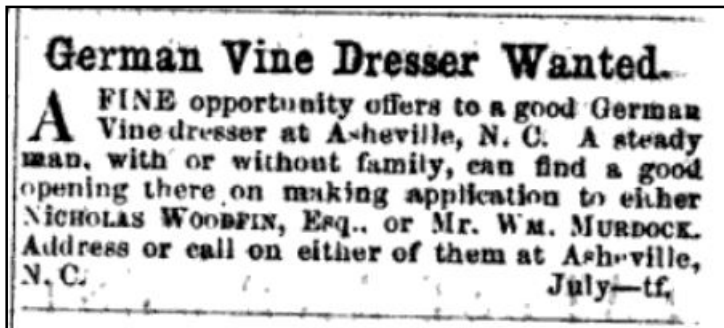 German Vine Dresser Wanted.
A FINE opportunity offers to a good German
Vine dresser at Asheville, N. C. A steady
man, with or without family, can find a good
opening there on making application to either
NICHOLAS WOODFIN, Esq., or Mr. WM. MURDOCK.
Address or call on either of them at Asheville,
N. C. July—tf.